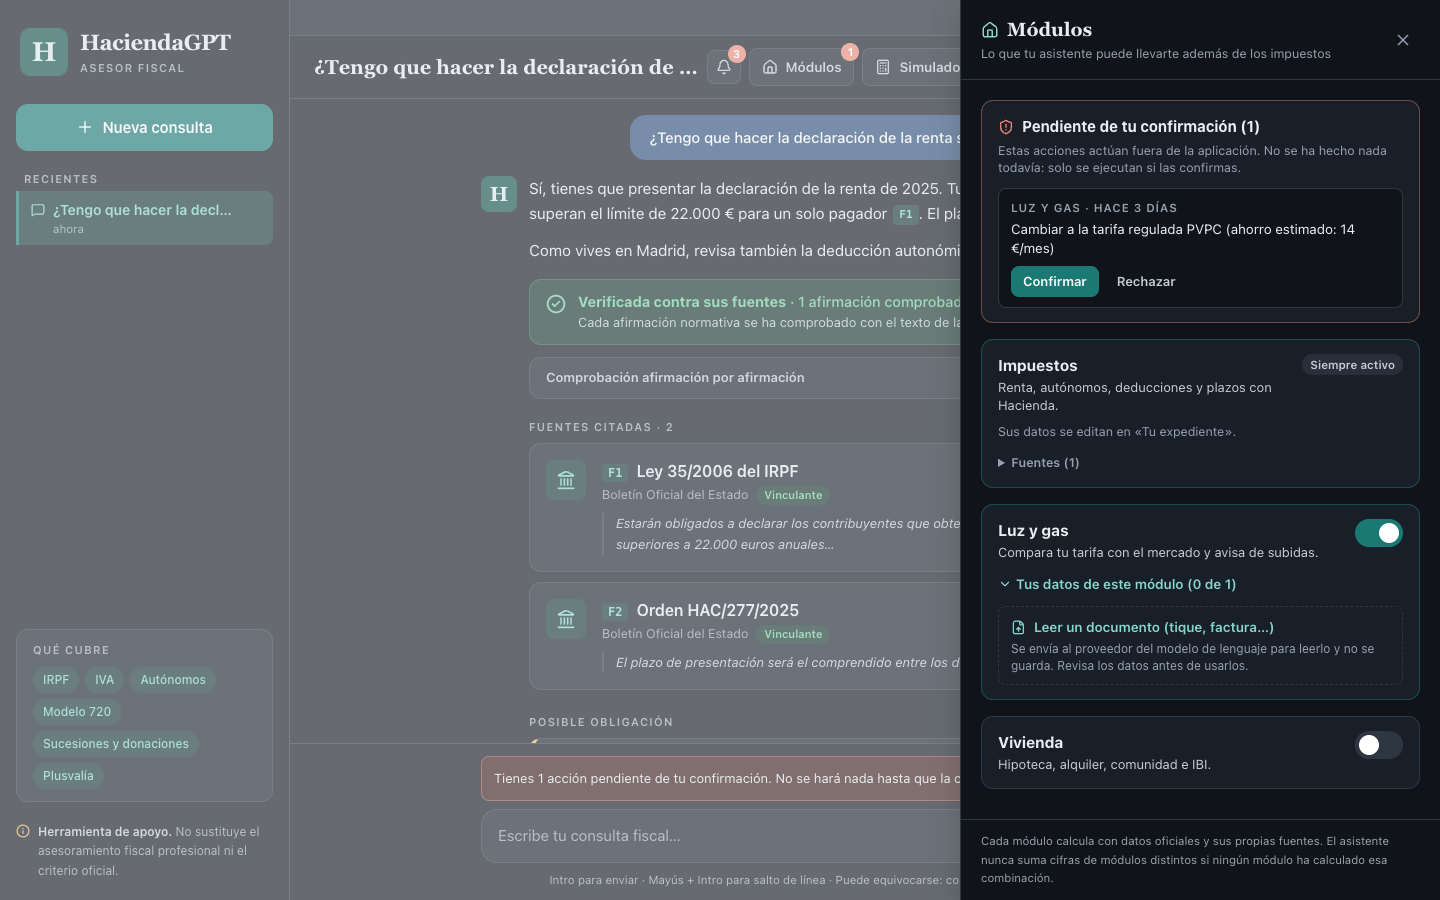 H
HaciendaGPT
ASESOR FISCAL
Nueva consulta
RECIENTES
¿Tengo que hacer la decl...
ahora
QUÉ CUBRE
IRPF
IVA
Autónomos
Modelo 720
Sucesiones y donaciones
Plusvalía
Herramienta de apoyo. No sustituye el
asesoramiento fiscal profesional ni el
criterio oficial.
¿Tengo que hacer la declaración de ...
3
Módulos
1
Simulado
¿Tengo que hacer la declaración de la renta s
H
Sí, tienes que presentar la declaración de la renta de 2025. Tu
superan el límite de 22.000 € para un solo pagador F1. El pla
Como vives en Madrid, revisa también la deducción autonómi
Verificada contra sus fuentes · 1 afirmación comprobad
Cada afirmación normativa se ha comprobado con el texto de la
Comprobación afirmación por afirmación
FUENTES CITADAS · 2
F1 Ley 35/2006 del IRPF
Boletín Oficial del Estado Vinculante
Estarán obligados a declarar los contribuyentes que obte
superiores a 22.000 euros anuales…
F2 Orden HAC/277/2025
Boletín Oficial del Estado Vinculante
El plazo de presentación será el comprendido entre los d
POSIBLE OBLIGACIÓN
Tienes 1 acción pendiente de tu confirmación. No se hará nada hasta que la c
Escribe tu consulta fiscal...
Intro para enviar · Mayús + Intro para salto de línea · Puede equivocarse: co
Módulos
Lo que tu asistente puede llevarte además de los impuestos
Pendiente de tu confirmación (1)
Estas acciones actúan fuera de la aplicación. No se ha hecho nada
todavía: solo se ejecutan si las confirmas.
LUZ Y GAS · HACE 3 DÍAS
Cambiar a la tarifa regulada PVPC (ahorro estimado: 14
€/mes)
Confirmar
Rechazar
Impuestos
Siempre activo
Renta, autónomos, deducciones y plazos con
Hacienda.
Sus datos se editan en «Tu expediente».
Fuentes (1)
Luz y gas
Compara tu tarifa con el mercado y avisa de subidas.
Tus datos de este módulo (0 de 1)
Leer un documento (tique, factura...)
Se envía al proveedor del modelo de lenguaje para leerlo y no se
guarda. Revisa los datos antes de usarlos.
Vivienda
Hipoteca, alquiler, comunidad e IBI.
Cada módulo calcula con datos oficiales y sus propias fuentes. El asistente
nunca suma cifras de módulos distintos si ningún módulo ha calculado esa
combinación.